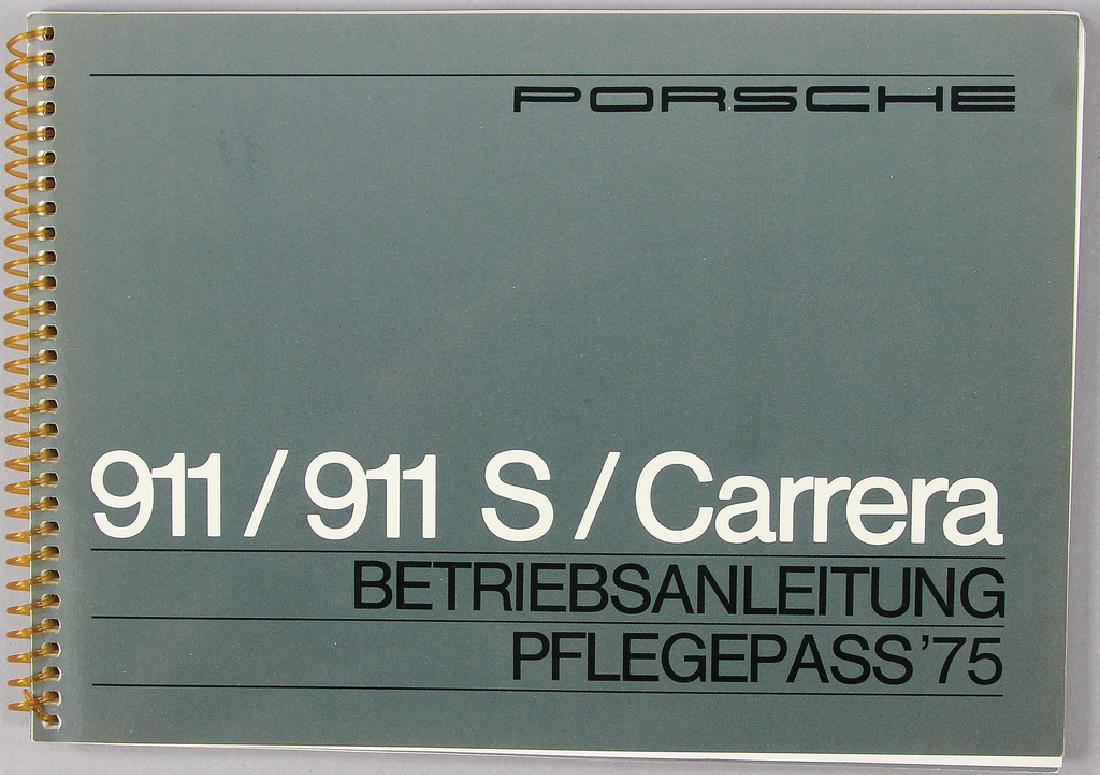 PORSCHE
911 / 911 S / Carrera
BETRIEBSANLEITUNG
PFLEGEPASS '75